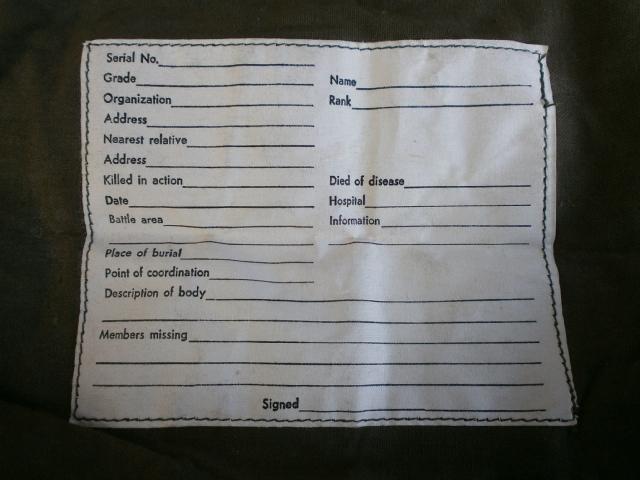 Serial No.
Grade Name
Organization Rank
Address
Nearest relative
Address
Killed in action Died of disease
Date Hospital
Battle area Information
Place of burial
Point of coordination
Description of body
Members missing
Signed